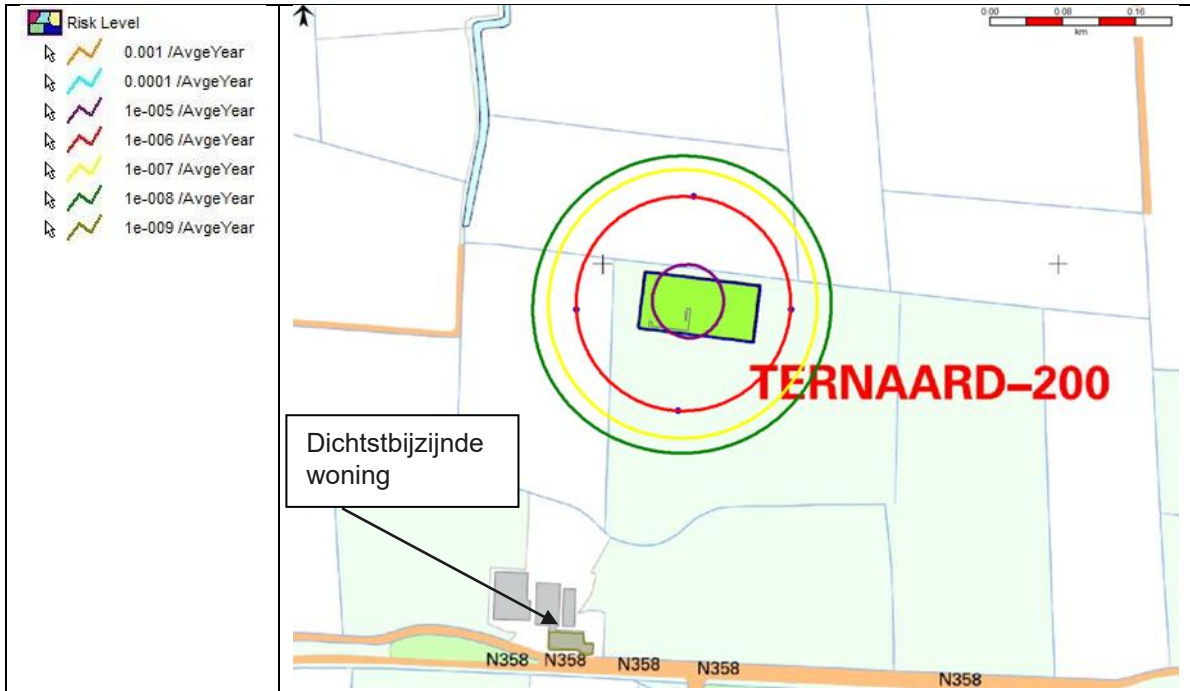 Risk Level
0.001 /AvgeYear
0.0001 /AvgeYear
1e-005 /AvgeYear
1e-006 /AvgeYear
1e-007 /AvgeYear
1e-008 /AvgeYear
1e-009 /AvgeYear
0.00 0.08 0.16
km
TERNAARD–200
Dichtstbijzijnde
woning
N358 N358 N358 N358 N358